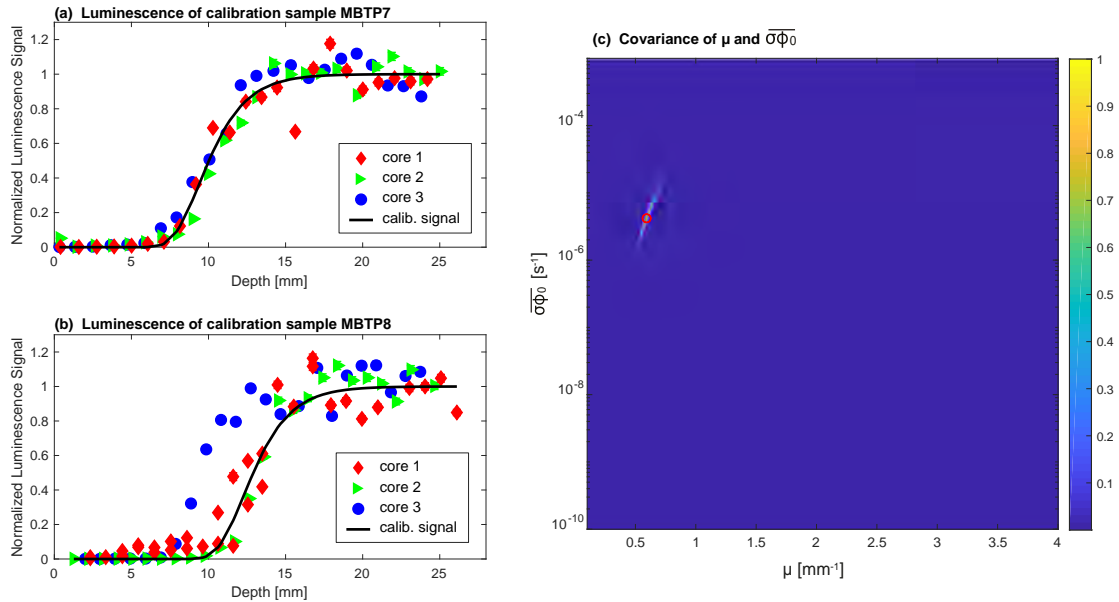 (a) Luminescence of calibration sample MBTP7
Normalized Luminescence Signal
1.2
1
0.8
0.6
0.4
0.2
0
0 5 10 15 20 25
Depth [mm]
core 1
core 2
core 3
calib. signal
(b) Luminescence of calibration sample MBTP8
Normalized Luminescence Signal
1.2
1
0.8
0.6
0.4
0.2
0
0 5 10 15 20 25
Depth [mm]
core 1
core 2
core 3
calib. signal
(c) Covariance of μ and σϕ₀
σϕ₀ [s⁻¹]
10⁻⁴
10⁻⁶
10⁻⁸
10⁻¹⁰
0.5 1 1.5 2 2.5 3 3.5 4
μ [mm⁻¹]
1
0.9
0.8
0.7
0.6
0.5
0.4
0.3
0.2
0.1